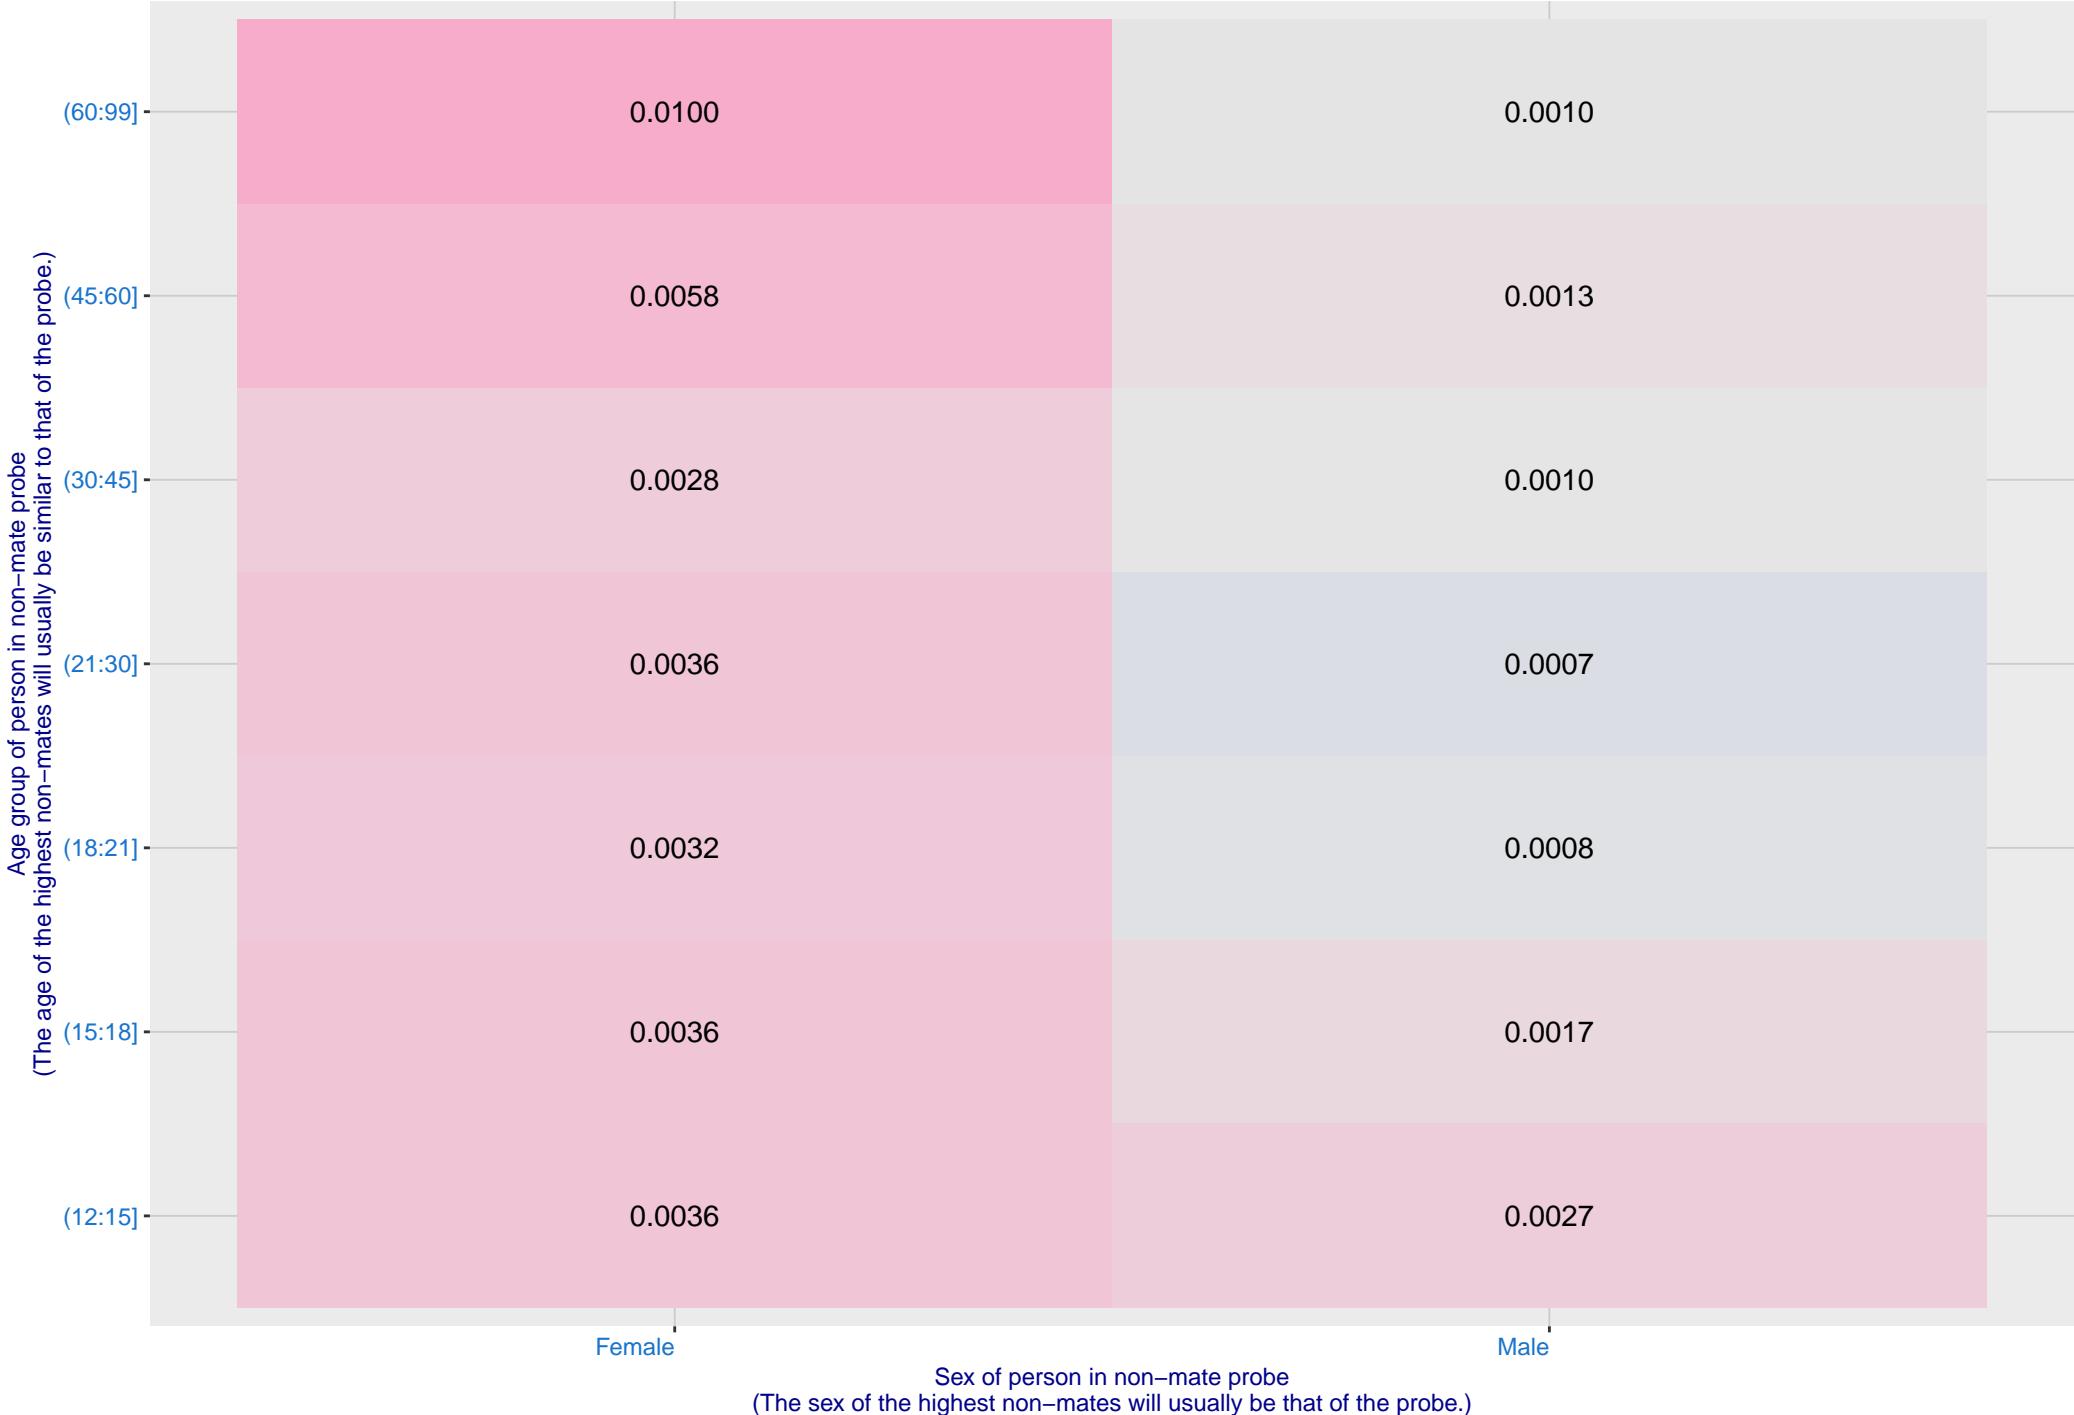 Age group of person in non−mate probe
(The age of the highest non−mates will usually be similar to that of the probe.)
(60:99] 0.0100 0.0010
(45:60] 0.0058 0.0013
(30:45] 0.0028 0.0010
(21:30] 0.0036 0.0007
(18:21] 0.0032 0.0008
(15:18] 0.0036 0.0017
(12:15] 0.0036 0.0027
Female Male
Sex of person in non−mate probe
(The sex of the highest non−mates will usually be that of the probe.)